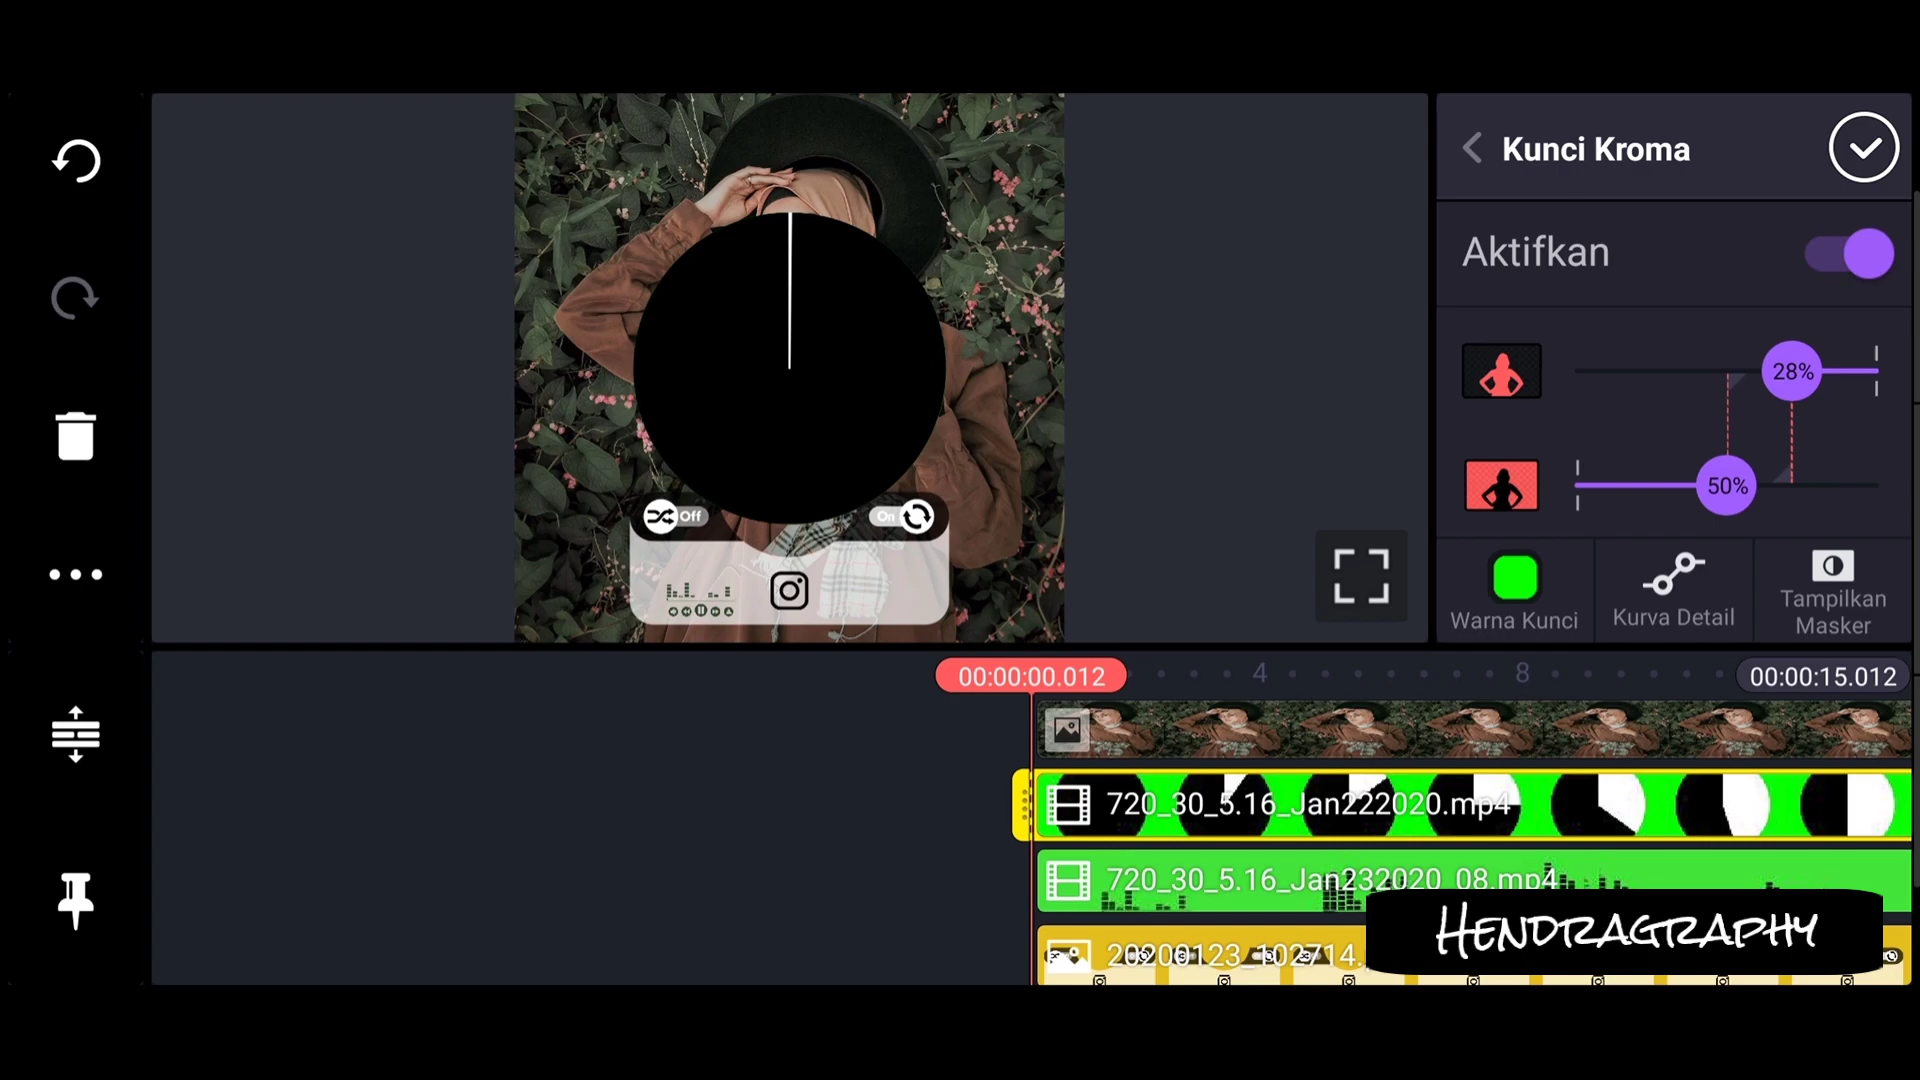 Kunci Kroma
Aktifkan
28%
50%
Off
On
Warna Kunci
Kurva Detail
Tampilkan
Masker
00:00:00.012
4
8
00:00:15.012
720_30_5.16_Jan222020.mp4
720_30_5.16_Jan232020_08.mp4
20200123_102714.
Hendragraphy